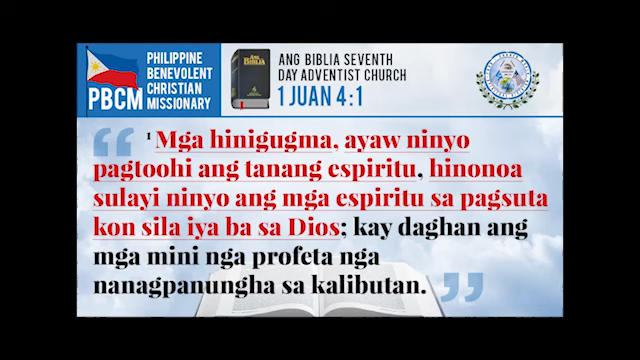 PHILIPPINE
BENEVOLENT
CHRISTIAN
MISSIONARY
PBCM
ANG BIBLIA
ANG BIBLIA SEVENTH
DAY ADVENTIST CHURCH
1 JUAN 4:1
“ 1 Mga hinigugma, ayaw ninyo
pagtoohi ang tanang espiritu, hinonoa
sulayi ninyo ang mga espiritu sa pagsuta
kon sila iya ba sa Dios; kay daghan ang
mga mini nga profeta nga
nanagpanungha sa kalibutan. ”